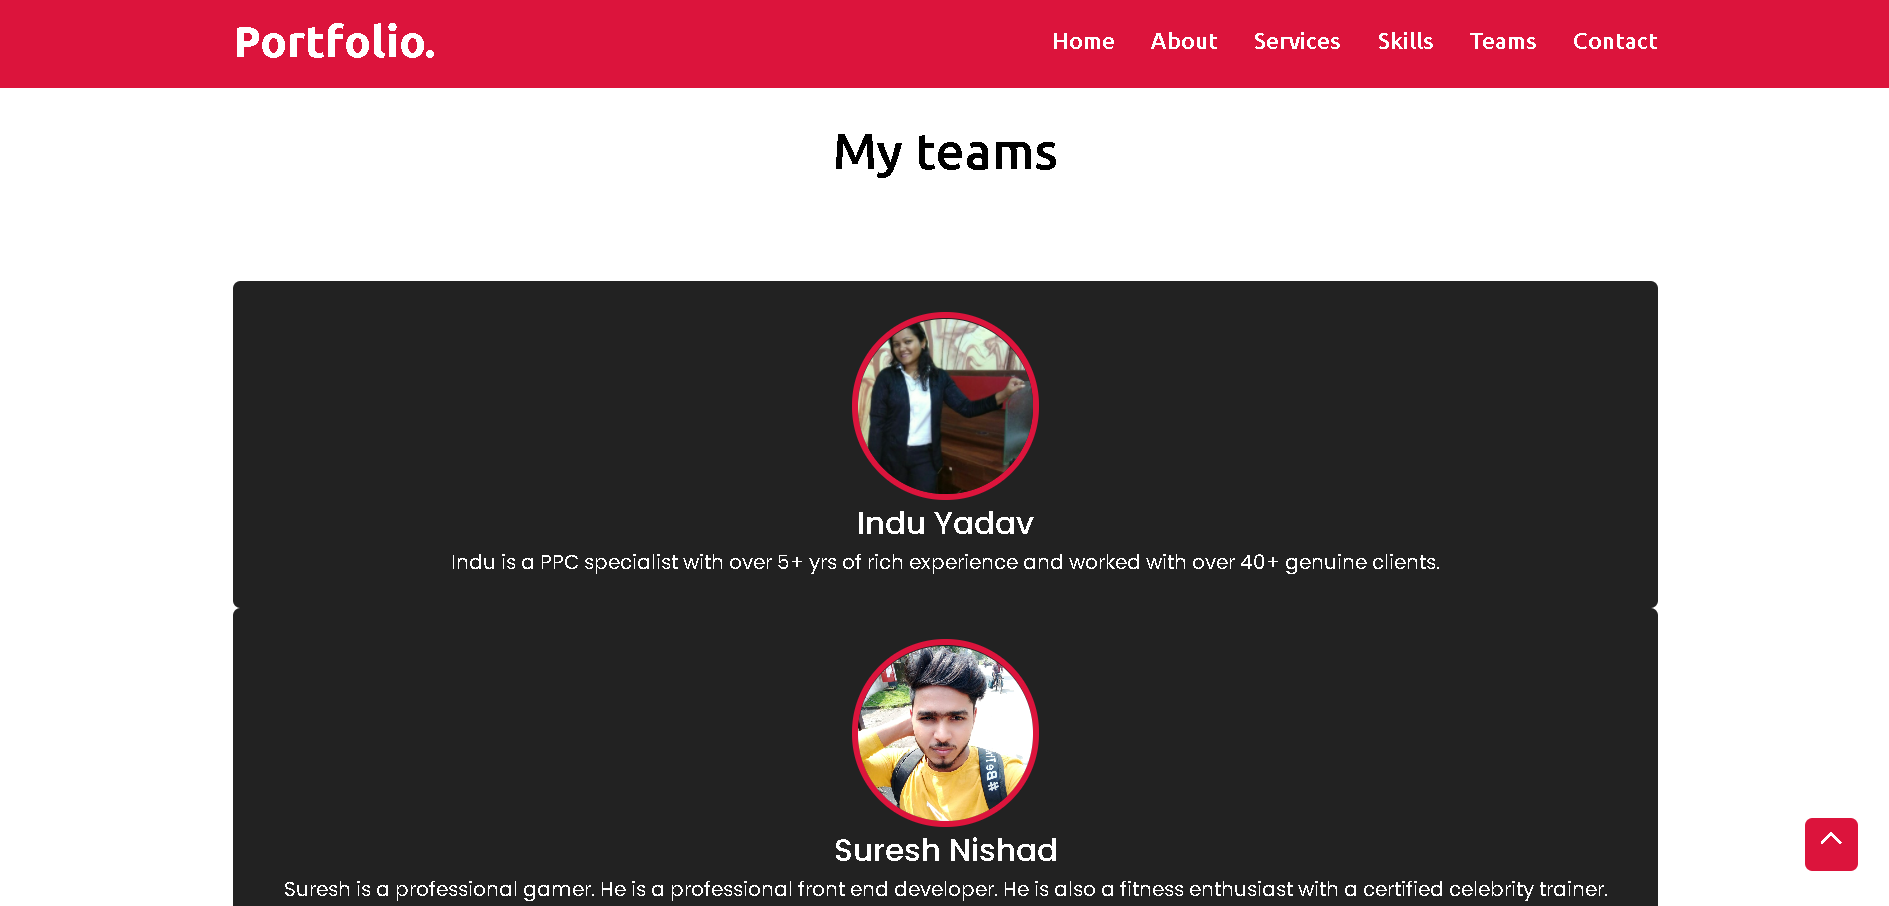 Portfolio.
Home About Services Skills Teams Contact
My teams
Indu Yadav
Indu is a PPC specialist with over 5+ yrs of rich experience and worked with over 40+ genuine clients.
#BeTh
Suresh Nishad
Suresh is a professional gamer. He is a professional front end developer. He is also a fitness enthusiast with a certified celebrity trainer.